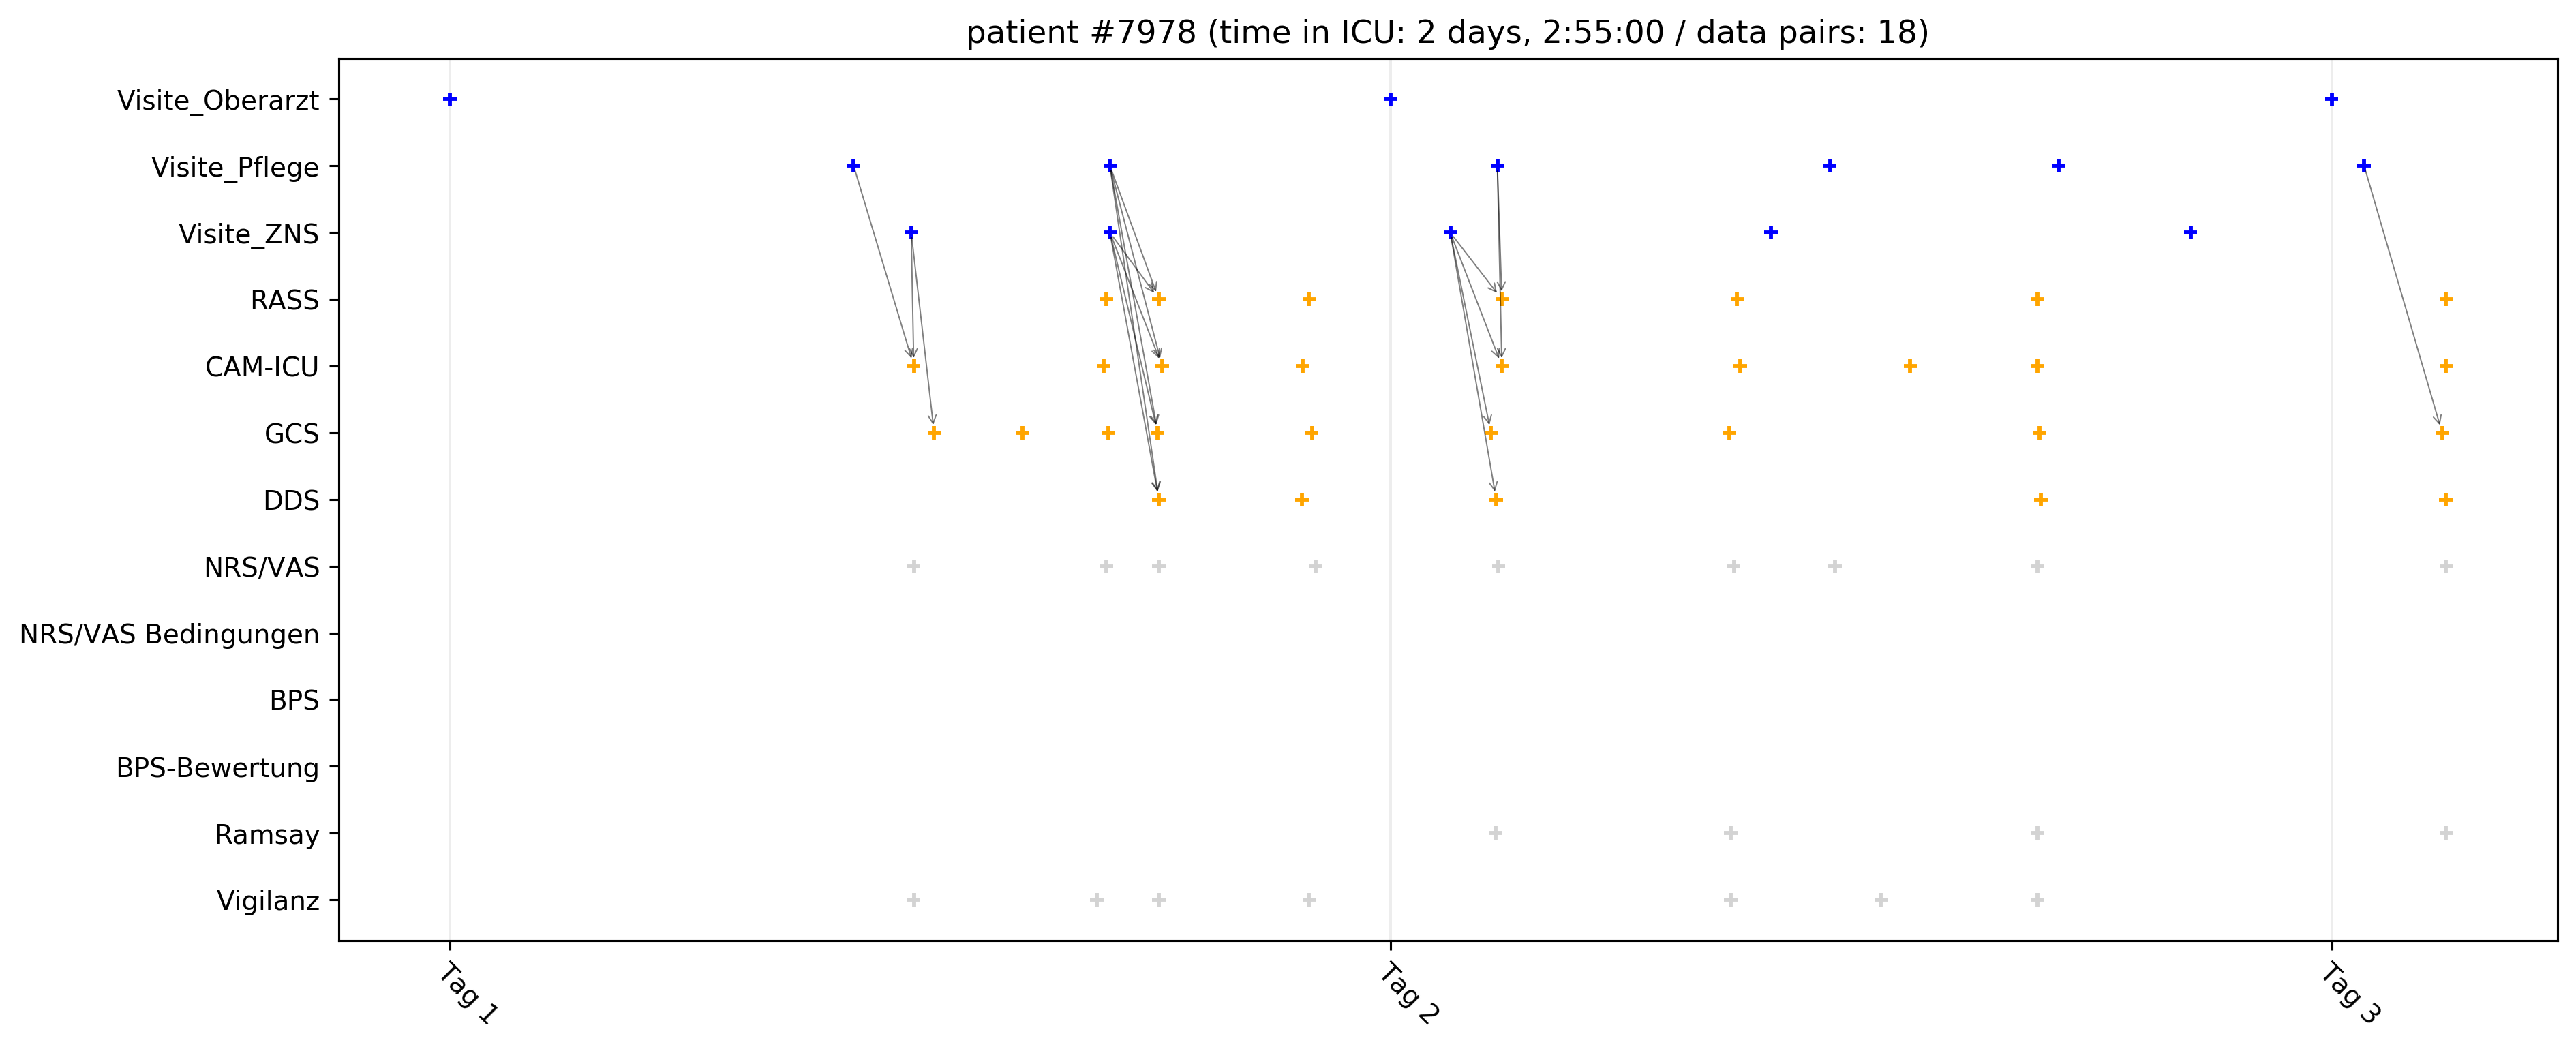 patient #7978 (time in ICU: 2 days, 2:55:00 / data pairs: 18)
Visite_Oberarzt
Visite_Pflege
Visite_ZNS
RASS
CAM-ICU
GCS
DDS
NRS/VAS
NRS/VAS Bedingungen
BPS
BPS-Bewertung
Ramsay
Vigilanz
Tag 1
Tag 2
Tag 3